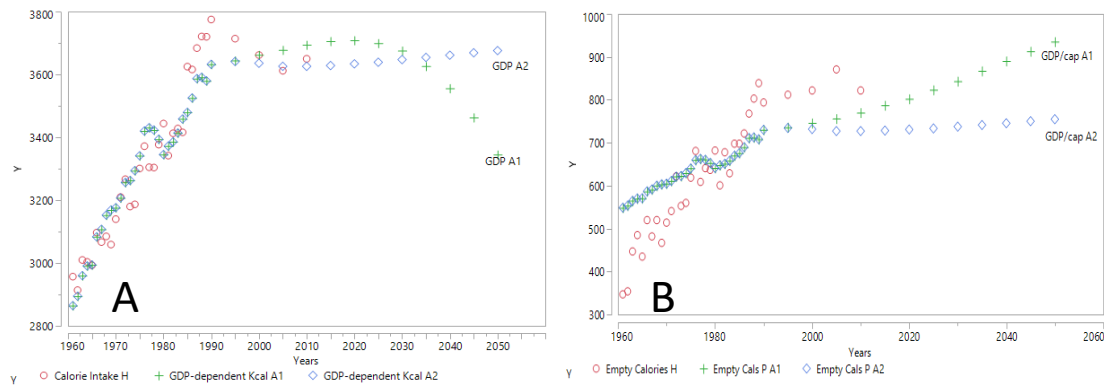 3800
3600
3400
3200
3000
2800
Y
A
GDP A2
GDP A1
1960 1970 1980 1990 2000 2010 2020 2030 2040 2050
Years
Y Calorie Intake H GDP-dependent Kcal A1 GDP-dependent Kcal A2
B
1000
900
800
700
600
500
400
300
Y
GDP/cap A1
GDP/cap A2
1960 1980 2000 2020 2040 2060
Years
Y Empty Calories H Empty Cals P A1 Empty Cals P A2